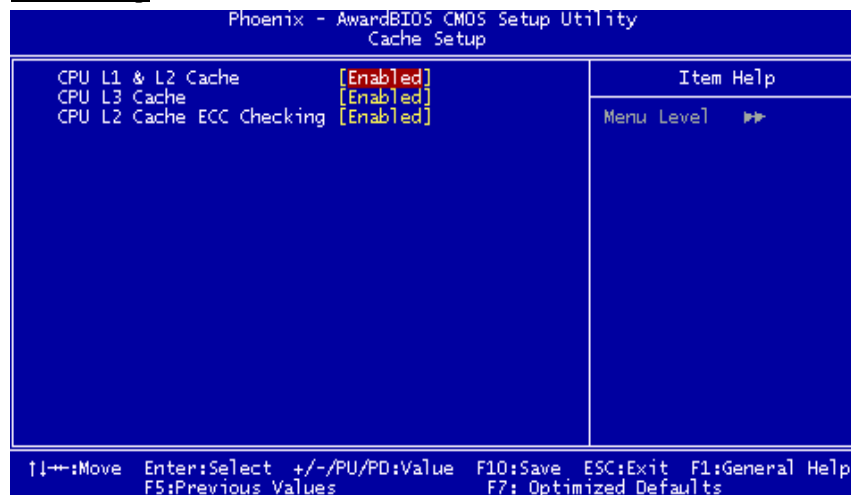 Phoenix - AwardBIOS CMOS Setup Utility
Cache Setup
CPU L1 & L2 Cache [Enabled]
CPU L3 Cache [Enabled]
CPU L2 Cache ECC Checking [Enabled]
Item Help
Menu Level ►►
↑↓→←:Move Enter:Select +/-/PU/PD:Value F10:Save ESC:Exit F1:General Help
F5:Previous Values F7: Optimized Defaults